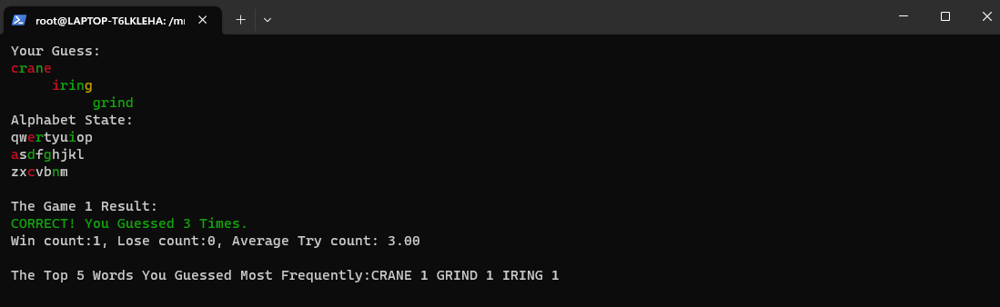 root@LAPTOP-T6LKLEHA: /m
Your Guess:
crane
iring
grind
Alphabet State:
qwertyuiop
asdfghjkl
zxcvbnm
The Game 1 Result:
CORRECT! You Guessed 3 Times.
Win count:1, Lose count:0, Average Try count: 3.00
The Top 5 Words You Guessed Most Frequently:CRANE 1 GRIND 1 IRING 1